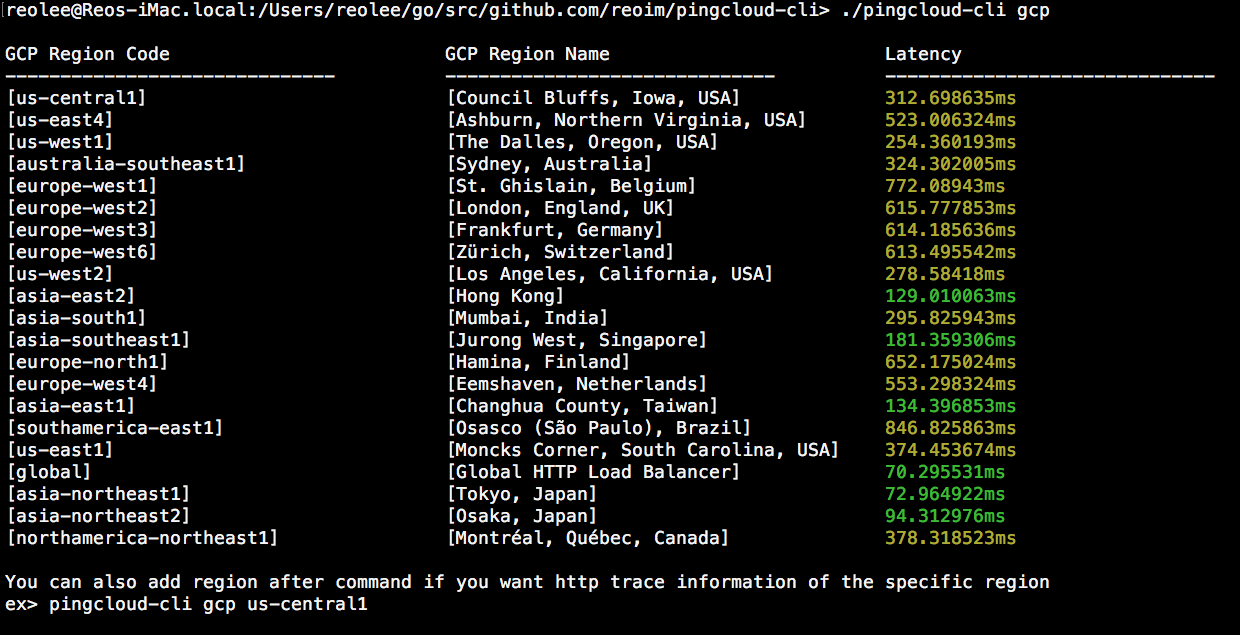 reolee@Reos-iMac.local:/Users/reolee/go/src/github.com/reoim/pingcloud-cli> ./pingcloud-cli gcp
GCP Region Code GCP Region Name Latency
------------------------------ ------------------------------ ------------------------------
[us-central1] [Council Bluffs, Iowa, USA] 312.698635ms
[us-east4] [Ashburn, Northern Virginia, USA] 523.006324ms
[us-west1] [The Dalles, Oregon, USA] 254.360193ms
[australia-southeast1] [Sydney, Australia] 324.302005ms
[europe-west1] [St. Ghislain, Belgium] 772.08943ms
[europe-west2] [London, England, UK] 615.777853ms
[europe-west3] [Frankfurt, Germany] 614.185636ms
[europe-west6] [Zürich, Switzerland] 613.495542ms
[us-west2] [Los Angeles, California, USA] 278.58418ms
[asia-east2] [Hong Kong] 129.010063ms
[asia-south1] [Mumbai, India] 295.825943ms
[asia-southeast1] [Jurong West, Singapore] 181.359306ms
[europe-north1] [Hamina, Finland] 652.175024ms
[europe-west4] [Eemshaven, Netherlands] 553.298324ms
[asia-east1] [Changhua County, Taiwan] 134.396853ms
[southamerica-east1] [Osasco (São Paulo), Brazil] 846.825863ms
[us-east1] [Moncks Corner, South Carolina, USA] 374.453674ms
[global] [Global HTTP Load Balancer] 70.295531ms
[asia-northeast1] [Tokyo, Japan] 72.964922ms
[asia-northeast2] [Osaka, Japan] 94.312976ms
[northamerica-northeast1] [Montréal, Québec, Canada] 378.318523ms
You can also add region after command if you want http trace information of the specific region
ex> pingcloud-cli gcp us-central1